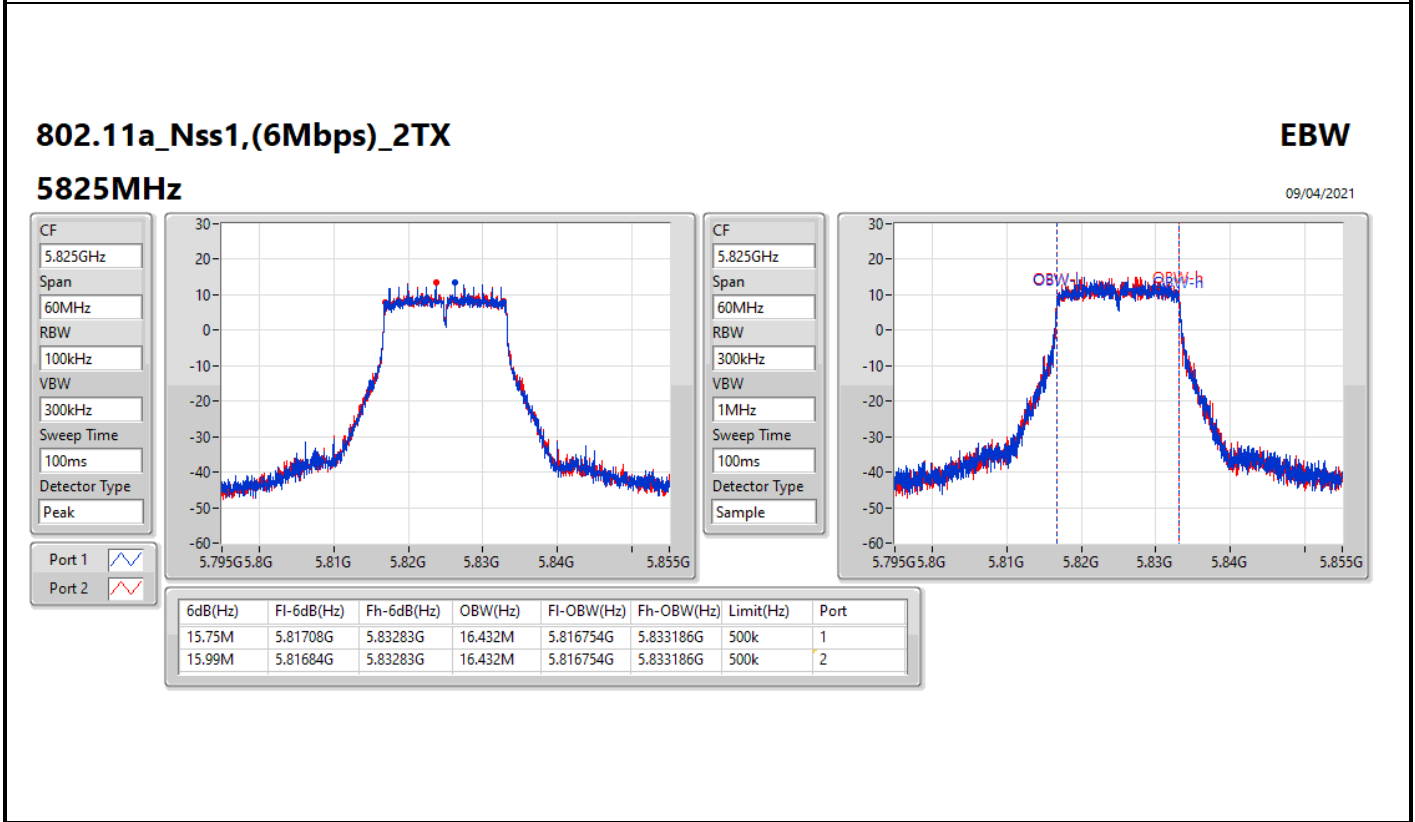 802.11a_Nss1,(6Mbps)_2TX EBW
5825MHz 09/04/2021
CF
5.825GHz
Span
60MHz
RBW
100kHz
VBW
300kHz
Sweep Time
100ms
Detector Type
Peak
Port 1
Port 2
30
20
10
0
-10
-20
-30
-40
-50
-60
5.795G 5.8G 5.81G 5.82G 5.83G 5.84G 5.855G
CF
5.825GHz
Span
60MHz
RBW
300kHz
VBW
1MHz
Sweep Time
100ms
Detector Type
Sample
30
20
10
0
-10
-20
-30
-40
-50
-60
OBW-l OBW-h
OBW-h
5.795G 5.8G 5.81G 5.82G 5.83G 5.84G 5.855G
6dB(Hz) Fl-6dB(Hz) Fh-6dB(Hz) OBW(Hz) Fl-OBW(Hz) Fh-OBW(Hz) Limit(Hz) Port
15.75M 5.81708G 5.83283G 16.432M 5.816754G 5.833186G 500k 1
15.99M 5.81684G 5.83283G 16.432M 5.816754G 5.833186G 500k 2